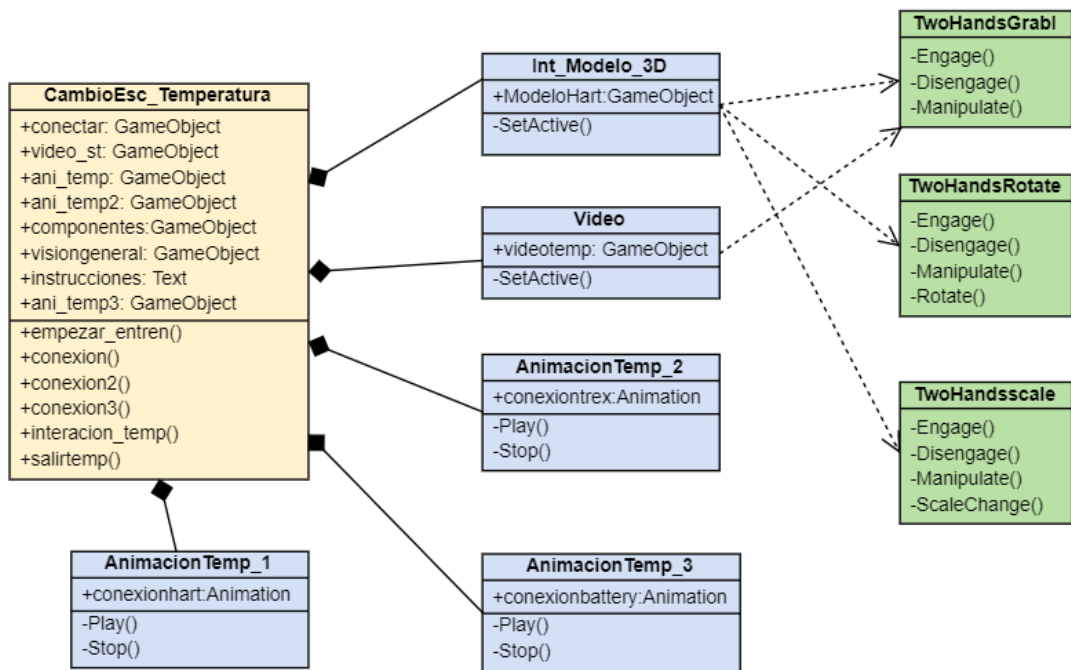 CambioEsc_Temperatura
+conectar: GameObject
+video_st: GameObject
+ani_temp: GameObject
+ani_temp2: GameObject
+componentes:GameObject
+visiongeneral: GameObject
+instrucciones: Text
+ani_temp3: GameObject
+empezar_entren()
+conexion()
+conexion2()
+conexion3()
+interacion_temp()
+salirtemp()
AnimacionTemp_1
+conexionhart:Animation
-Play()
-Stop()
Int_Modelo_3D
+ModeloHart:GameObject
-SetActive()
Video
+videotemp: GameObject
-SetActive()
AnimacionTemp_2
+conexiontrex:Animation
-Play()
-Stop()
AnimacionTemp_3
+conexionbattery:Animation
-Play()
-Stop()
TwoHandsGrabl
-Engage()
-Disengage()
-Manipulate()
TwoHandsRotate
-Engage()
-Disengage()
-Manipulate()
-Rotate()
TwoHandsscale
-Engage()
-Disengage()
-Manipulate()
-ScaleChange()